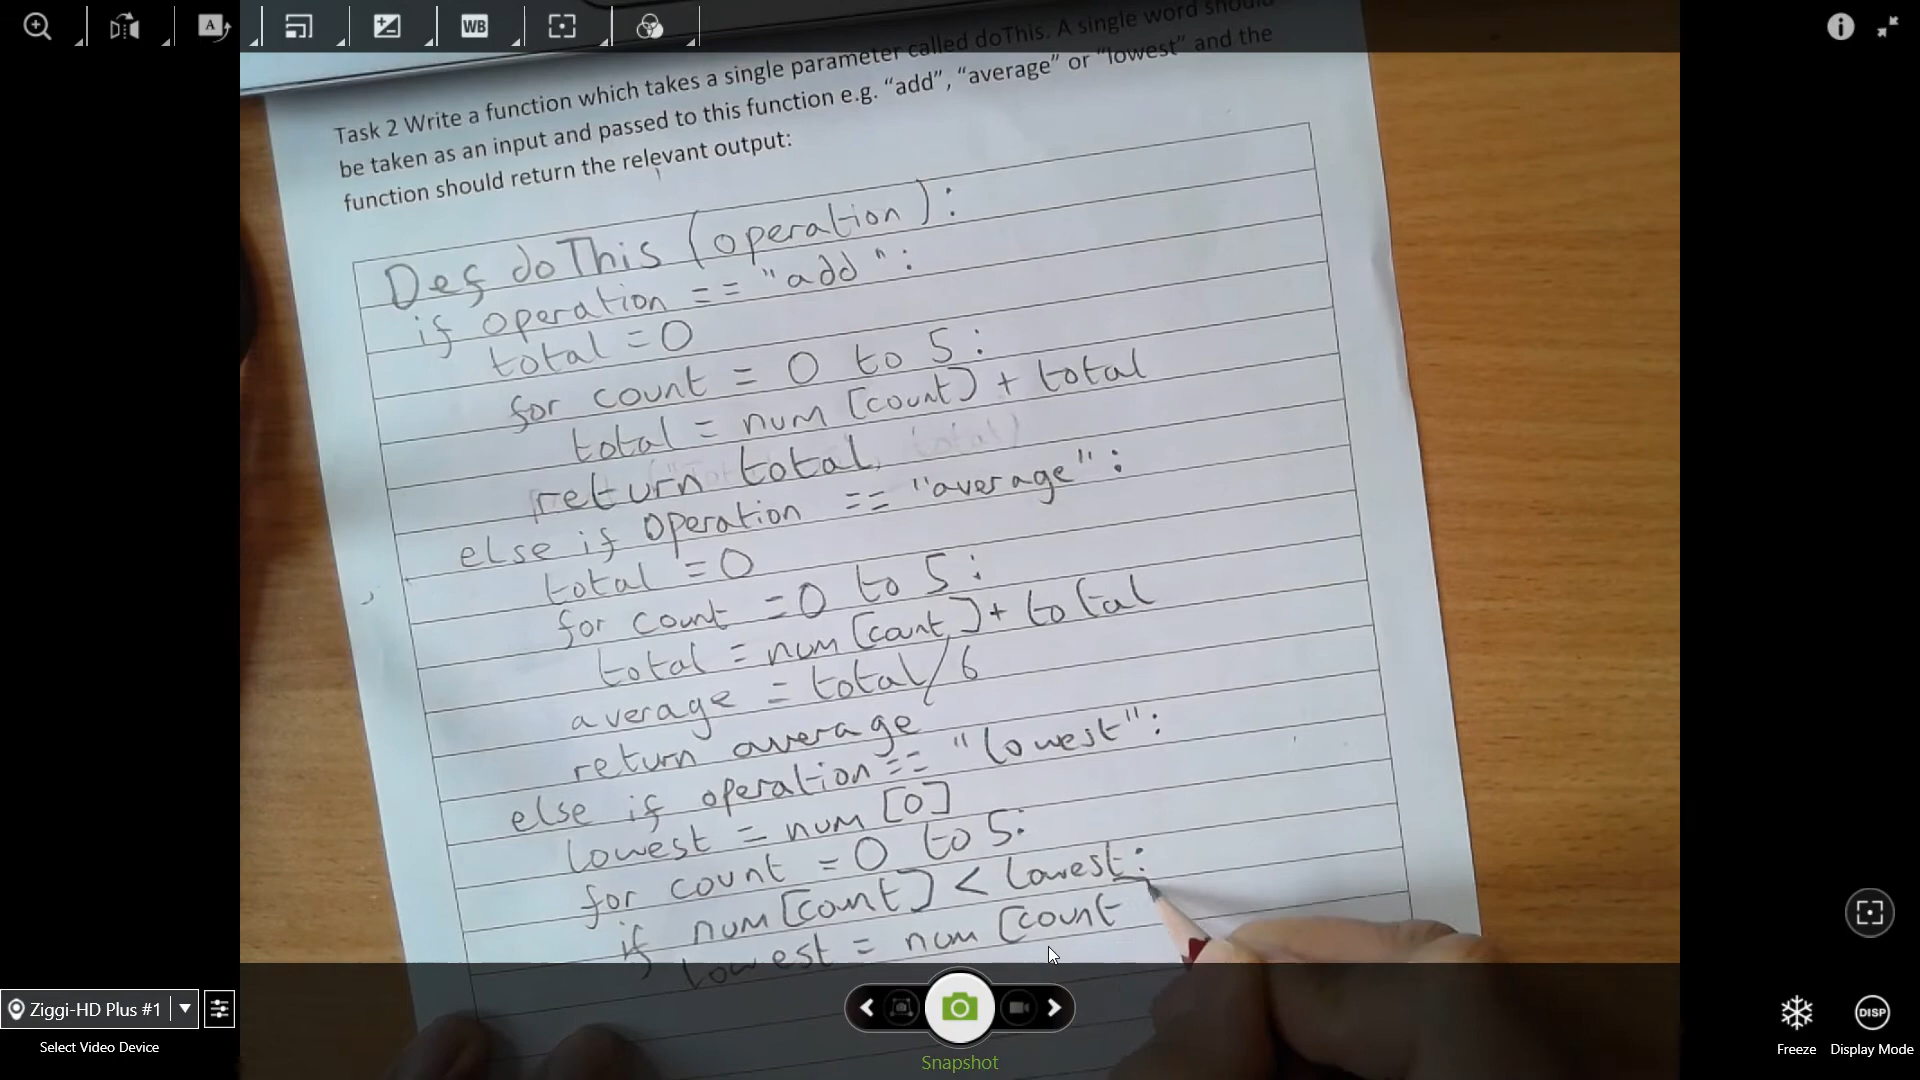 WB
Task 2 Write a function which takes a single parameter called doThis. A single word should
be taken as an input and passed to this function e.g. “add”, “average” or “lowest” and the
function should return the relevant output:
Def doThis (operation):
if operation == "add":
total = 0
for count = 0 to 5:
total = num [count] + total
return total
else if operation == "average":
total = 0
for count = 0 to 5:
total = num [count] + total
average = total/6
return average
else if operation == "lowest":
lowest = num [0]
for count = 0 to 5:
if num [count] < lowest:
lowest = num [count
Ziggi-HD Plus #1
Select Video Device
Snapshot
Freeze
DISP
Display Mode